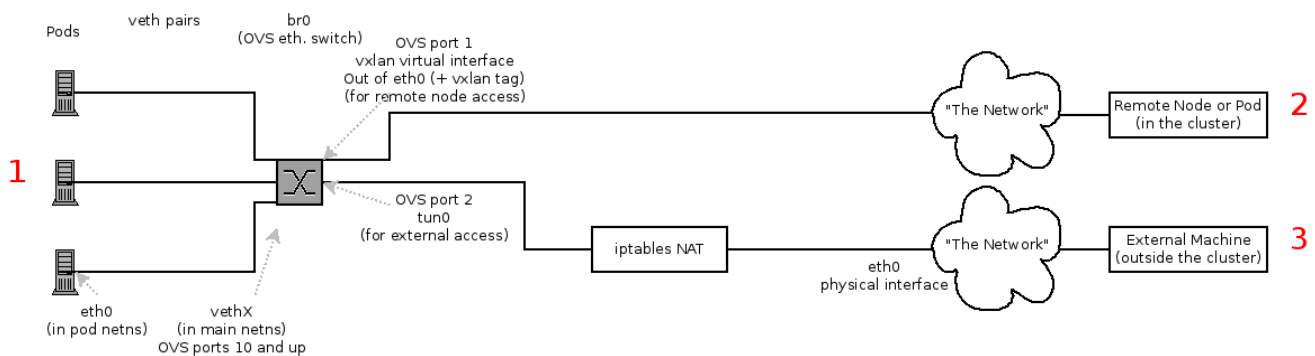 Pods
veth pairs
br0
(OVS eth. switch)
OVS port 1
vxlan virtual interface
Out of eth0 (+ vxlan tag)
(for remote node access)
"The Network"
Remote Node or Pod
(in the cluster)
2
1
OVS port 2
tun0
(for external access)
iptables NAT
eth0
physical interface
"The Network"
External Machine
(outside the cluster)
3
eth0
(in pod netns)
vethX
(in main netns)
OVS ports 10 and up